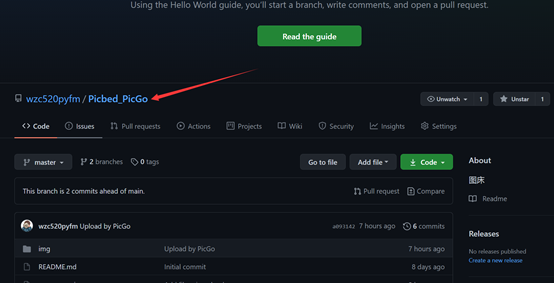 Using the Hello World guide, you'll start a branch, write comments, and open a pull request.
Read the guide
wzc520pyfm / Picbed_PicGo
Unwatch 1 Unstar 1
Code Issues Pull requests Actions Projects Wiki Security Insights Settings
master 2 branches 0 tags Go to file Add file Code
About
This branch is 2 commits ahead of main. Pull request Compare
图床
Readme
wzc520pyfm Upload by PicGo 7 hours ago 6 commits
img Upload by PicGo 7 hours ago
README.md Initial commit 8 days ago
Releases
No releases published
Create a new release